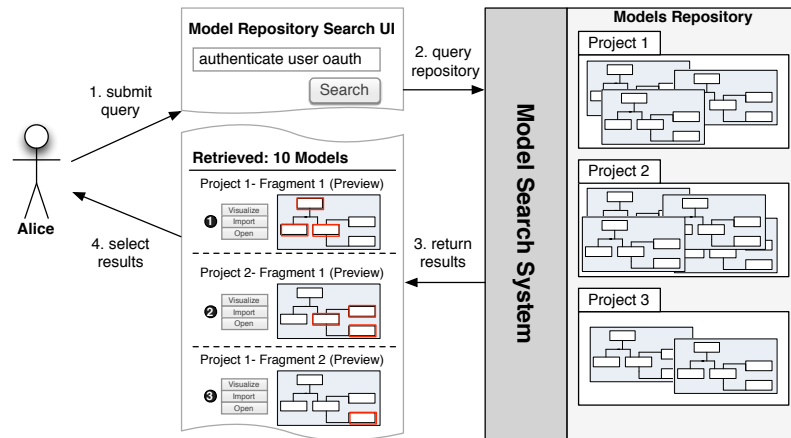 Model Repository Search UI
authenticate user oauth
Search
1. submit
query
2. query
repository
Alice
Retrieved: 10 Models
Project 1- Fragment 1 (Preview)
1
Visualize
Import
Open
Project 2- Fragment 1 (Preview)
2
Visualize
Import
Open
Project 1- Fragment 2 (Preview)
3
Visualize
Import
Open
4. select
results
3. return
results
Model Search System
Models Repository
Project 1
Project 2
Project 3